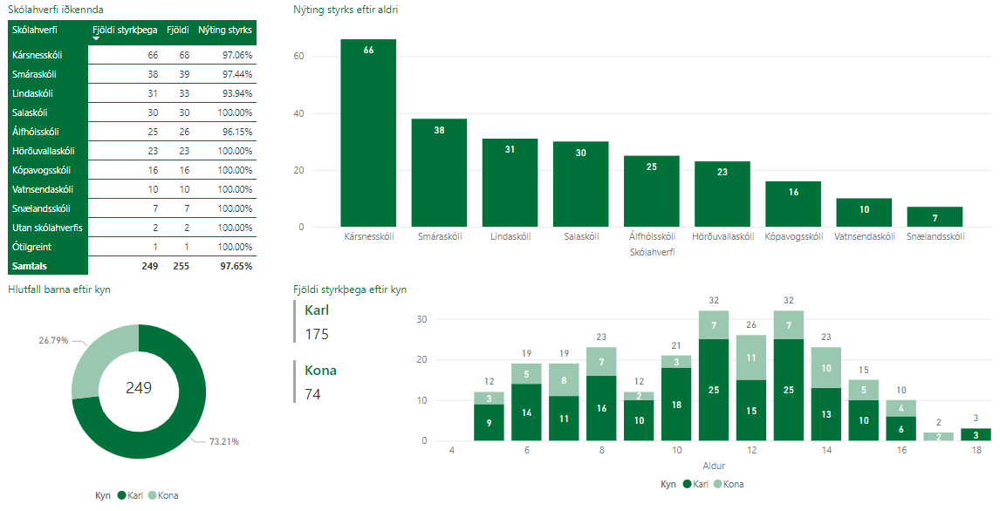 Skólahverfi iðkennda
Skólahverfi Fjöldi styrkþega Fjöldi Nýting styrks
Kársnesskóli 66 68 97.06%
Smáraskóli 38 39 97.44%
Lindaskóli 31 33 93.94%
Salaskóli 30 30 100.00%
Álfhólsskóli 25 26 96.15%
Hörðuvallaskóli 23 23 100.00%
Kópavogsskóli 16 16 100.00%
Vatnsendaskóli 10 10 100.00%
Snælandsskóli 7 7 100.00%
Utan skólahverfis 2 2 100.00%
Ótilgreint 1 1 100.00%
Samtals 249 255 97.65%
Nýting styrks eftir aldri
60
40
20
0
66 38 31 30 25 23 16 10 7
Kársnesskóli Smáraskóli Lindaskóli Salaskóli Álfhólsskóli Hörðuvallaskóli Kópavogsskóli Vatnsendaskóli Snælandsskóli
Skólahverfi
Hlutfall barna eftir kyn
26.79%
249
73.21%
Kyn Karl Kona
Fjöldi styrkþega eftir kyn
Karl
175
Kona
74
30
20
10
0
12 19 19 23 12 21 32 26 32 23 15 10 2 3
3 5 8 7 2 3 7 11 7 10 5 4 2
9 14 11 16 10 18 25 15 25 13 10 6 3
4 6 8 10 12 14 16 18
Aldur
Kyn Karl Kona